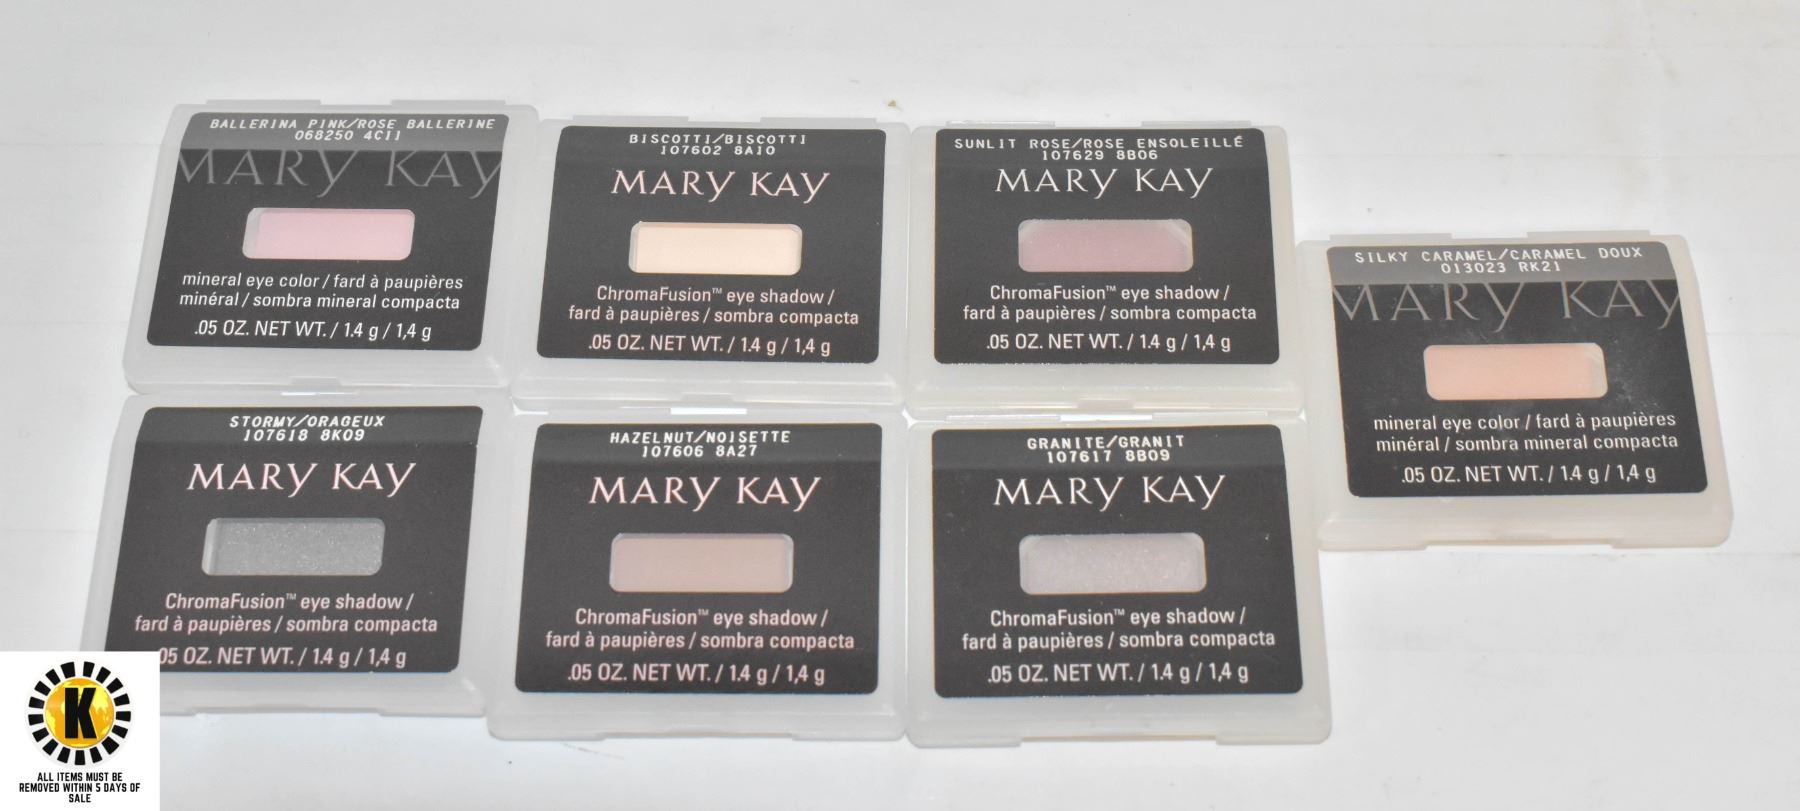 BALLERINA PINK/ROSE BALLERINE
068250 4C11
MARY KAY
mineral eye color / fard à paupières
minéral / sombra mineral compacta
.05 OZ. NET WT. / 1.4 g / 1,4 g
BISCOTTI/BISCOTTI
107602 8A10
MARY KAY
ChromaFusion™ eye shadow /
fard à paupières / sombra compacta
.05 OZ. NET WT. / 1.4 g / 1,4 g
SUNLIT ROSE/ROSE ENSOLEILLÉ
107629 8B06
MARY KAY
ChromaFusion™ eye shadow /
fard à paupières / sombra compacta
.05 OZ. NET WT. / 1.4 g / 1,4 g
SILKY CARAMEL/CARAMEL DOUX
013023 RK21
MARY KAY
mineral eye color / fard à paupières
minéral / sombra mineral compacta
.05 OZ. NET WT. / 1.4 g / 1,4 g
STORMY/ORAGEUX
107618 8K09
MARY KAY
ChromaFusion™ eye shadow /
fard à paupières / sombra compacta
05 OZ. NET WT. / 1.4 g / 1,4 g
HAZELNUT/NOISETTE
107606 8A27
MARY KAY
ChromaFusion™ eye shadow /
fard à paupières / sombra compacta
.05 OZ. NET WT. / 1.4 g / 1,4 g
GRANITE/GRANIT
107617 8B09
MARY KAY
ChromaFusion™ eye shadow /
fard à paupières / sombra compacta
.05 OZ. NET WT. / 1.4 g / 1,4 g
K
ALL ITEMS MUST BE
REMOVED WITHIN 5 DAYS OF
SALE